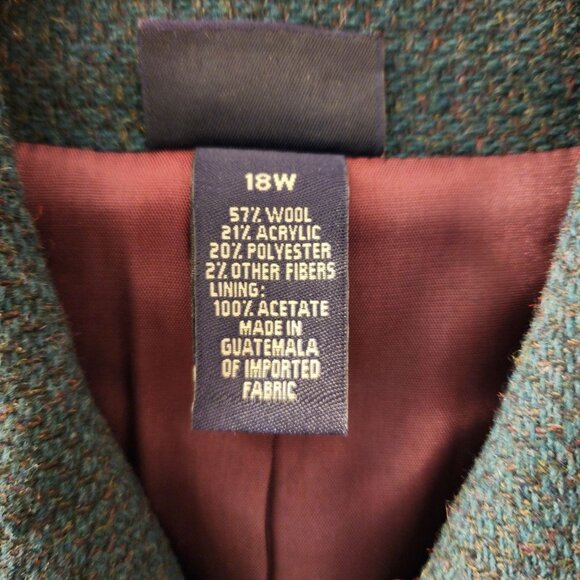 18W
57% WOOL
21% ACRYLIC
20% POLYESTER
2% OTHER FIBERS
LINING:
100% ACETATE
MADE IN
GUATEMALA
OF IMPORTED
FABRIC